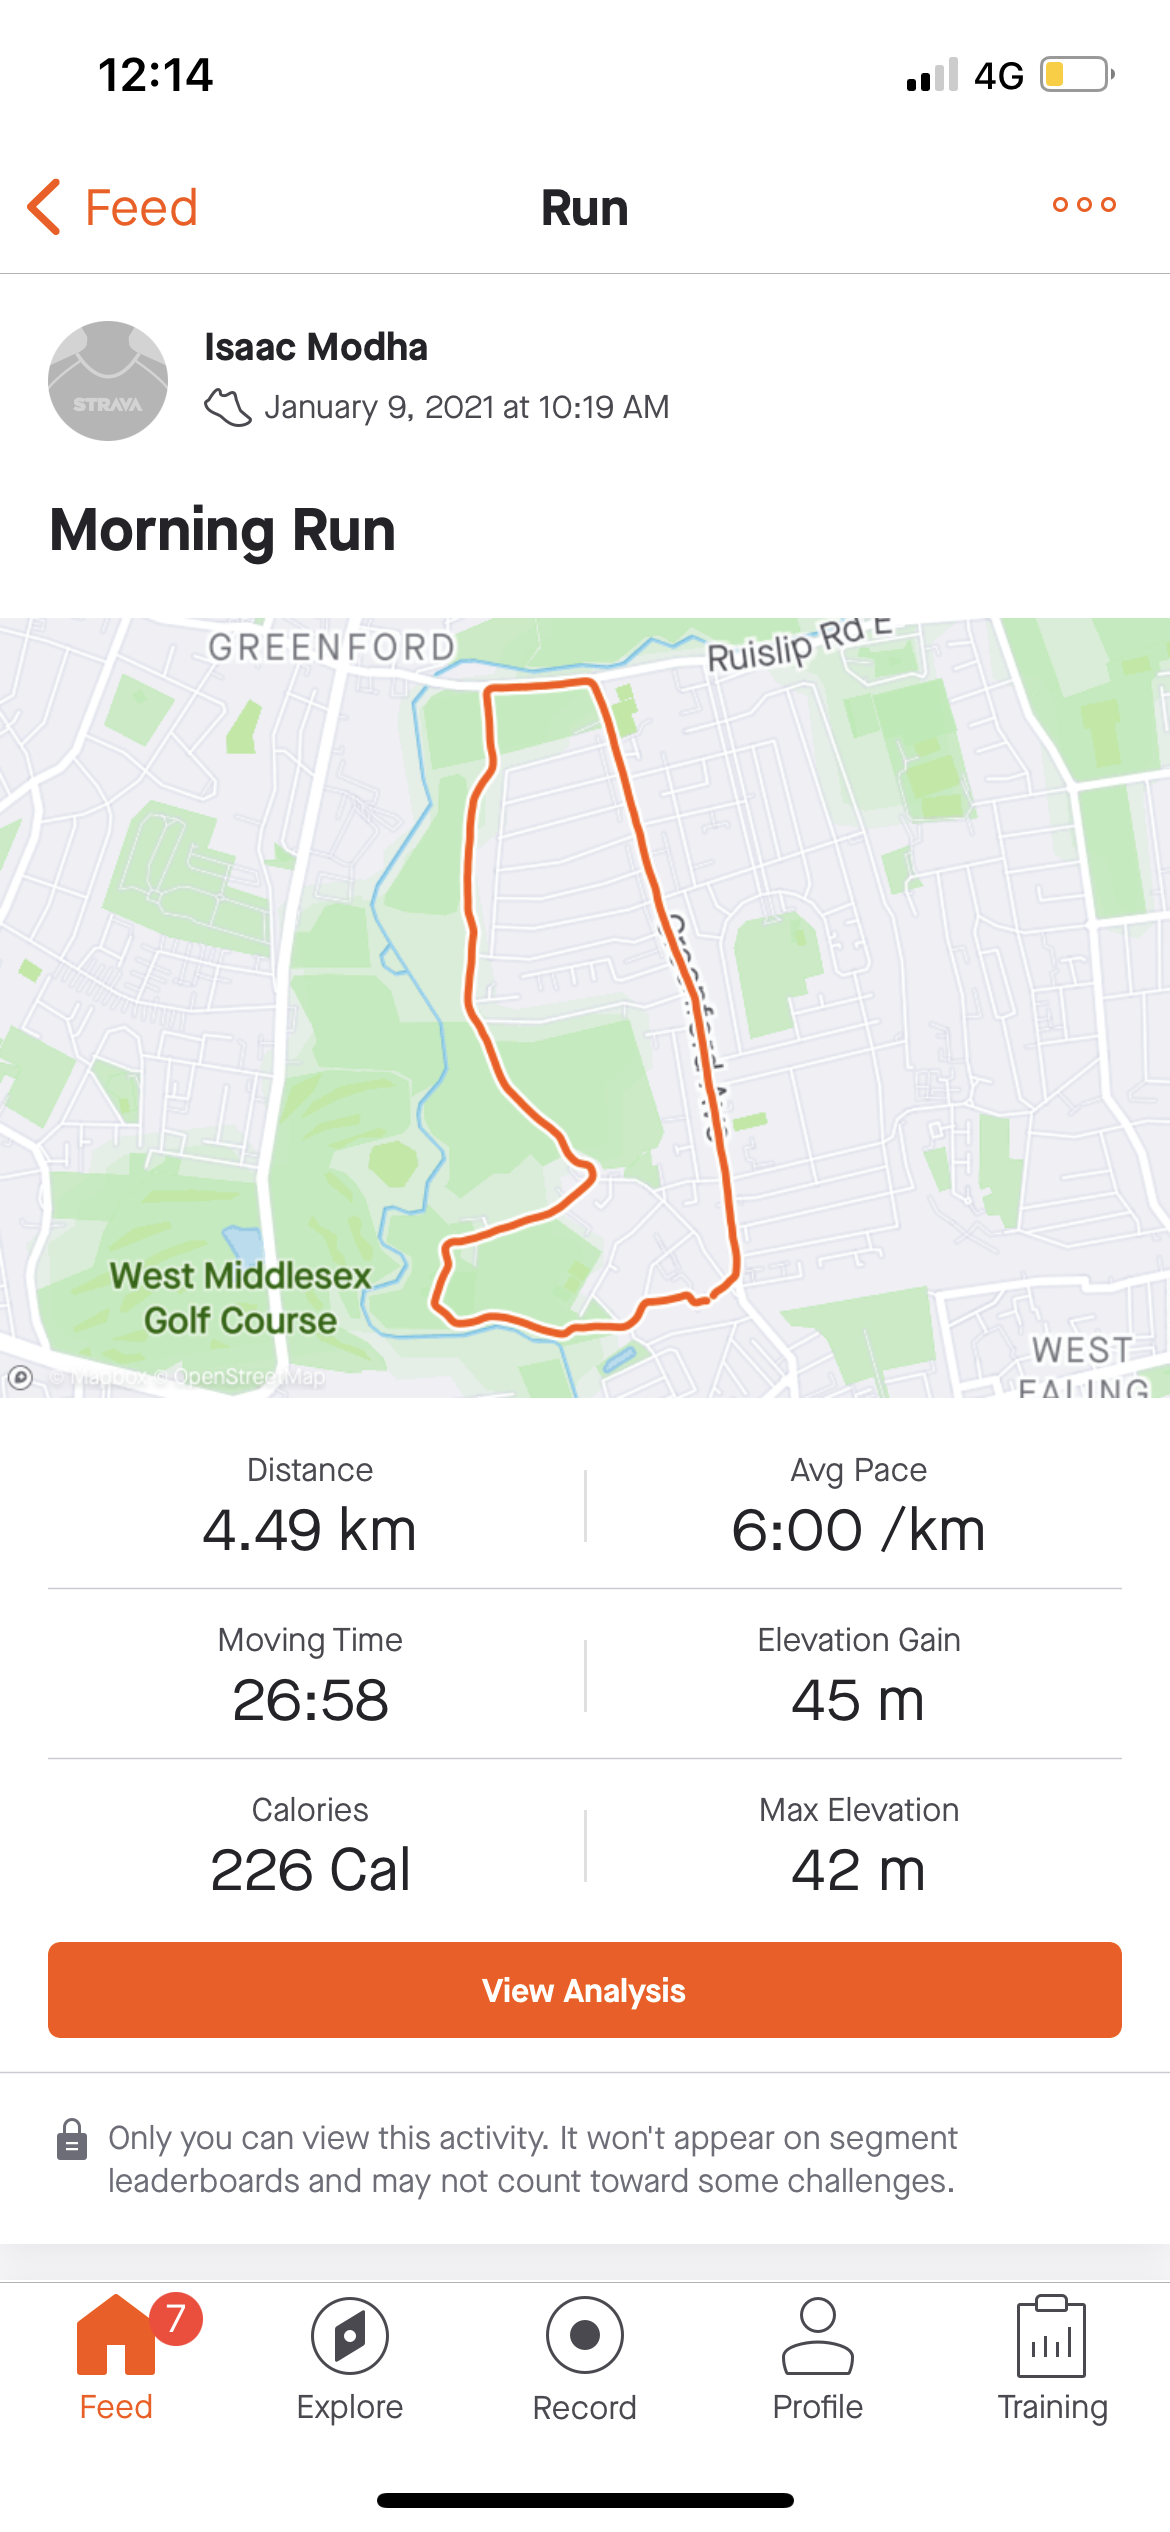 12:14
4G
Feed
Run
Isaac Modha
STRAVA
January 9, 2021 at 10:19 AM
Morning Run
GREENFORD
Ruislip Rd E
West Middlesex
Golf Course
© Mapbox © OpenStreetMap
WEST
EALING
Distance
Avg Pace
4.49 km
6:00 /km
Moving Time
Elevation Gain
26:58
45 m
Calories
Max Elevation
226 Cal
42 m
View Analysis
Only you can view this activity. It won't appear on segment
leaderboards and may not count toward some challenges.
7
Feed
Explore
Record
Profile
Training